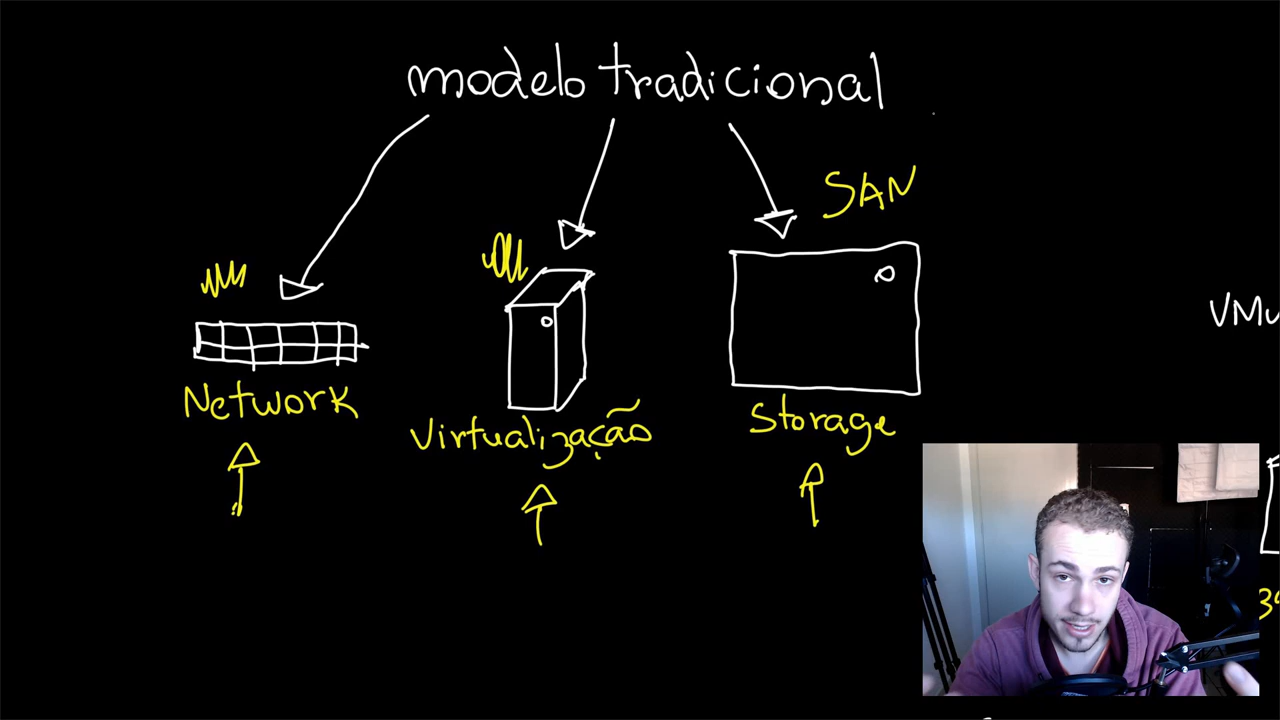 modelo tradicional
SAN
Network
Virtualização
Storage